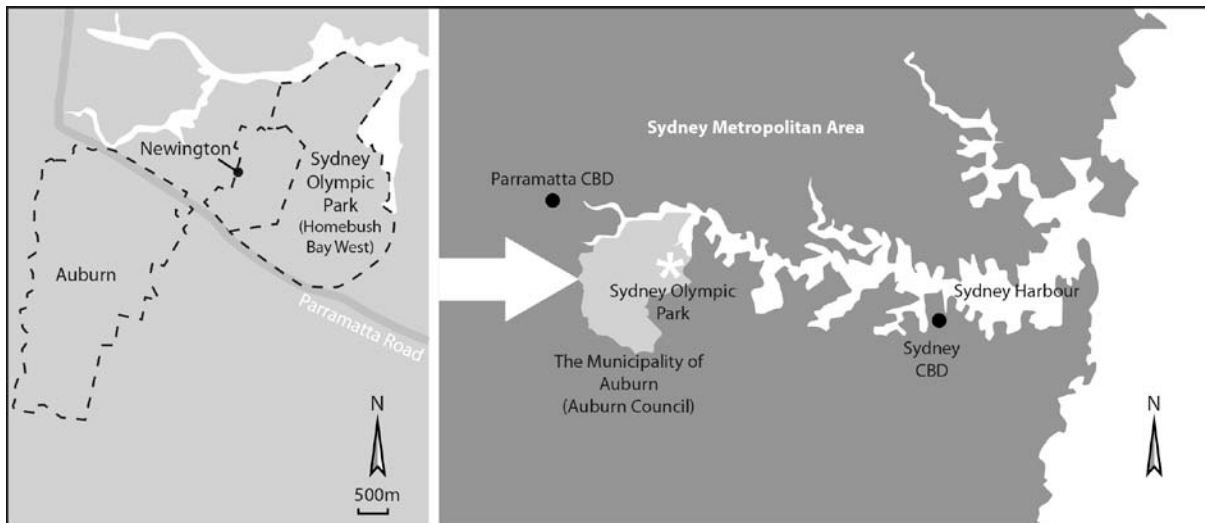 Newington
Sydney
Olympic
Park
(Homebush
Bay West)
Auburn
Parramatta Road
N
500m
Sydney Metropolitan Area
Parramatta CBD
*
Sydney Olympic
Park
Sydney Harbour
Sydney
CBD
The Municipality of
Auburn
(Auburn Council)
N